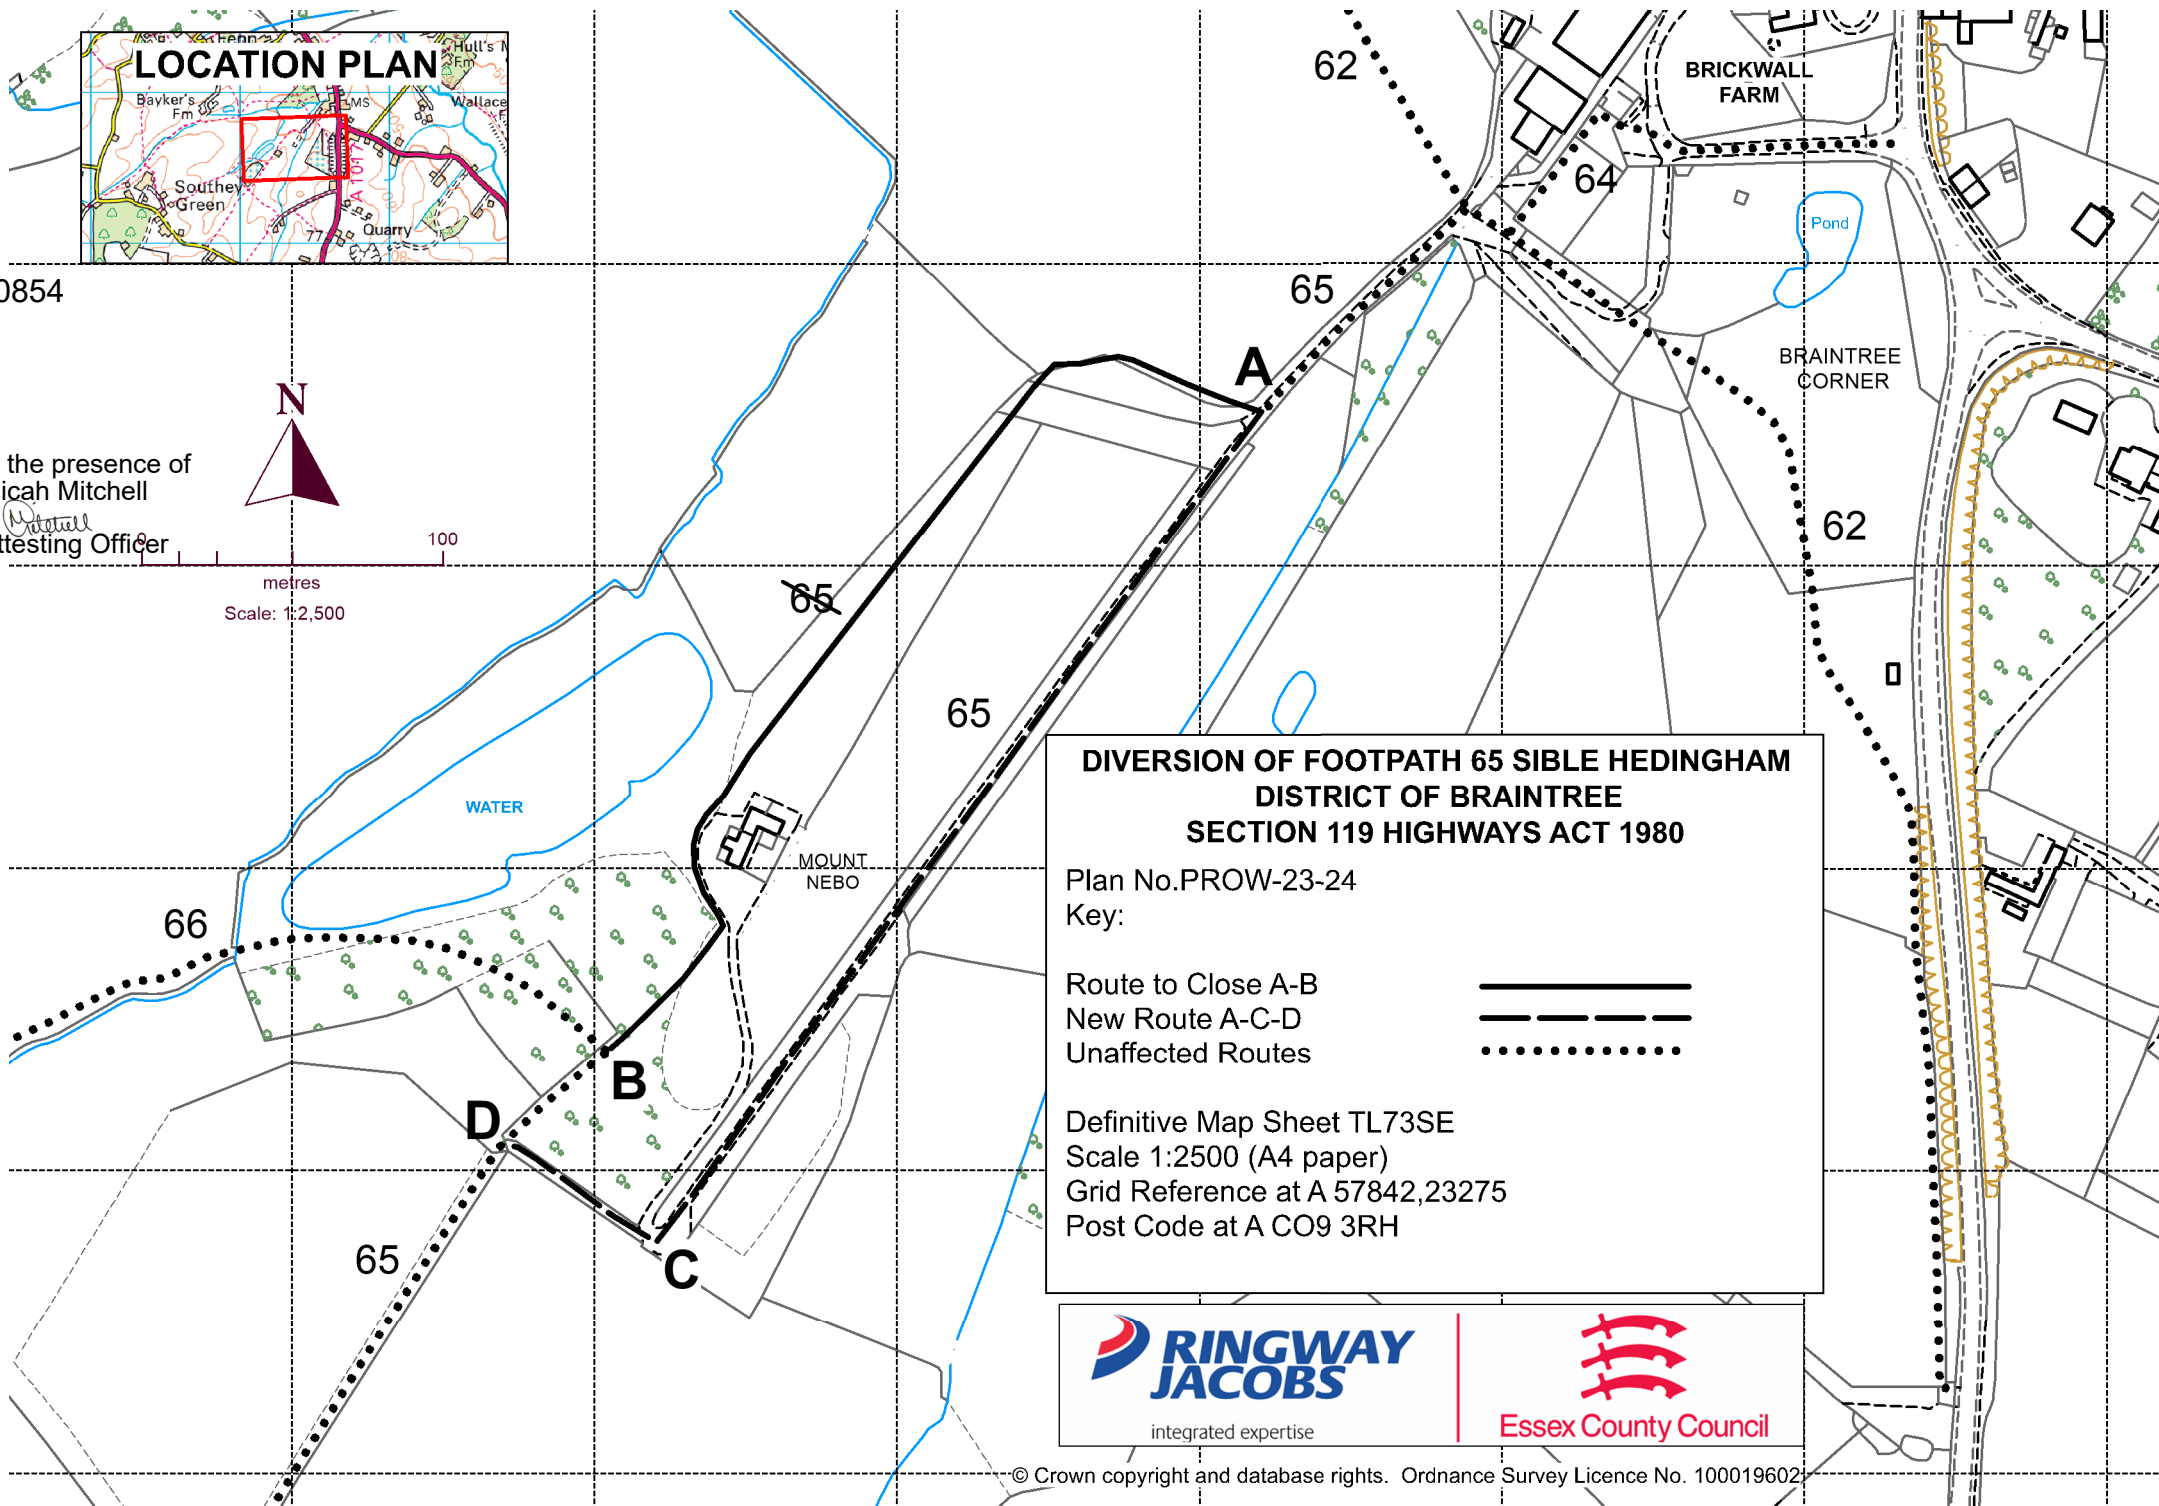 LOCATION PLAN
Fenn
Hull's
Fm
Bayker's
Fm
MS
Wallace
A 1017
Southey
Green
77
Quarry
62
BRICKWALL
FARM
64
Pond
65
0854
A
BRAINTREE
CORNER
N
the presence of
icah Mitchell
Mitchell
ttesting Officer
0 100
metres
Scale: 1:2,500
62
65
65
WATER
MOUNT
NEBO
66
B
D
C
65
DIVERSION OF FOOTPATH 65 SIBLE HEDINGHAM
DISTRICT OF BRAINTREE
SECTION 119 HIGHWAYS ACT 1980
Plan No.PROW-23-24
Key:
Route to Close A-B
New Route A-C-D
Unaffected Routes
Definitive Map Sheet TL73SE
Scale 1:2500 (A4 paper)
Grid Reference at A 57842,23275
Post Code at A CO9 3RH
RINGWAY
JACOBS
integrated expertise
Essex County Council
© Crown copyright and database rights. Ordnance Survey Licence No. 100019602